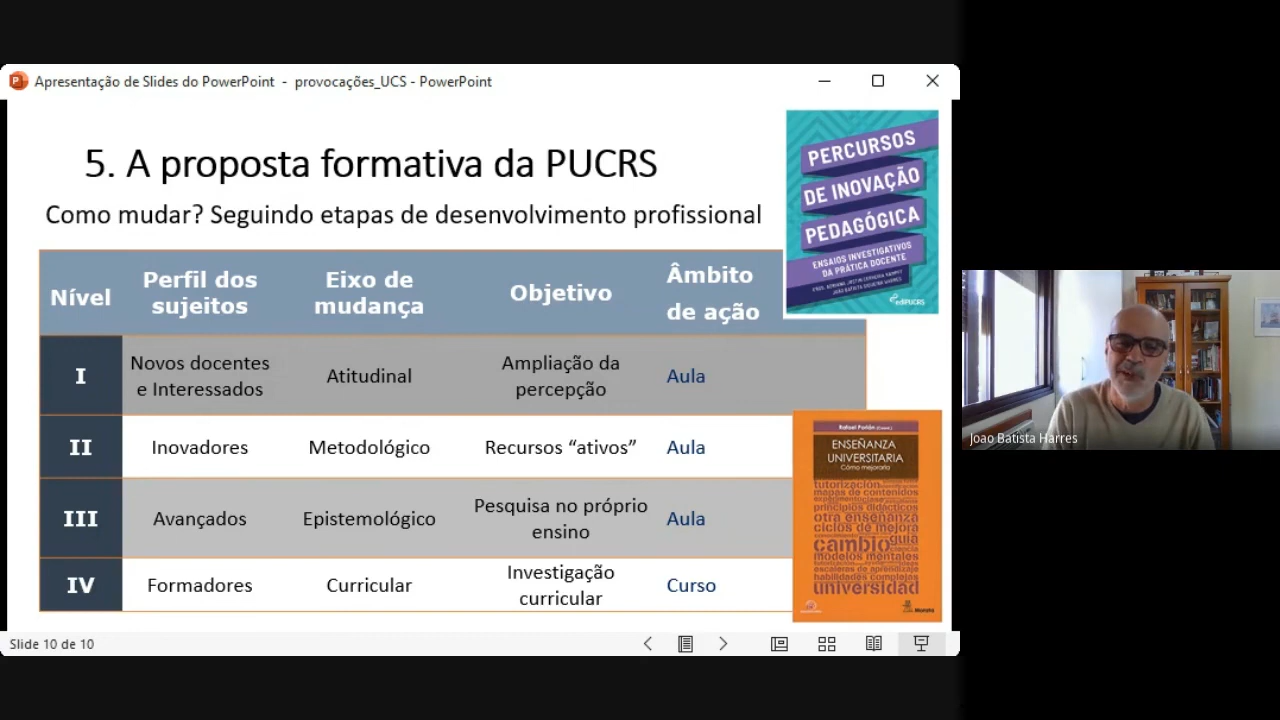 Apresentação de Slides do PowerPoint - provocações_UCS - PowerPoint
5. A proposta formativa da PUCRS
Como mudar? Seguindo etapas de desenvolvimento profissional
Nível
Perfil dos
sujeitos
Eixo de
mudança
Objetivo
Âmbito
de ação
I
Novos docentes
e Interessados
Atitudinal
Ampliação da
percepção
Aula
II
Inovadores
Metodológico
Recursos “ativos”
Aula
III
Avançados
Epistemológico
Pesquisa no próprio
ensino
Aula
IV
Formadores
Curricular
Investigação
curricular
Curso
PERCURSOS
DE INOVAÇÃO
PEDAGÓGICA
ENSAIOS INVESTIGATIVOS
DA PRÁTICA DOCENTE
ediPUCRS
ENSEÑANZA
UNIVERSITARIA
Cómo mejorarla
tutorización
mapas de contenidos
principios didácticos
otra enseñanza
ciclos de mejora
cambio guía
modelos mentales
escaleras de aprendizaje
habilidades complejas
universidad
Morata
Joao Batista Harres
Slide 10 de 10